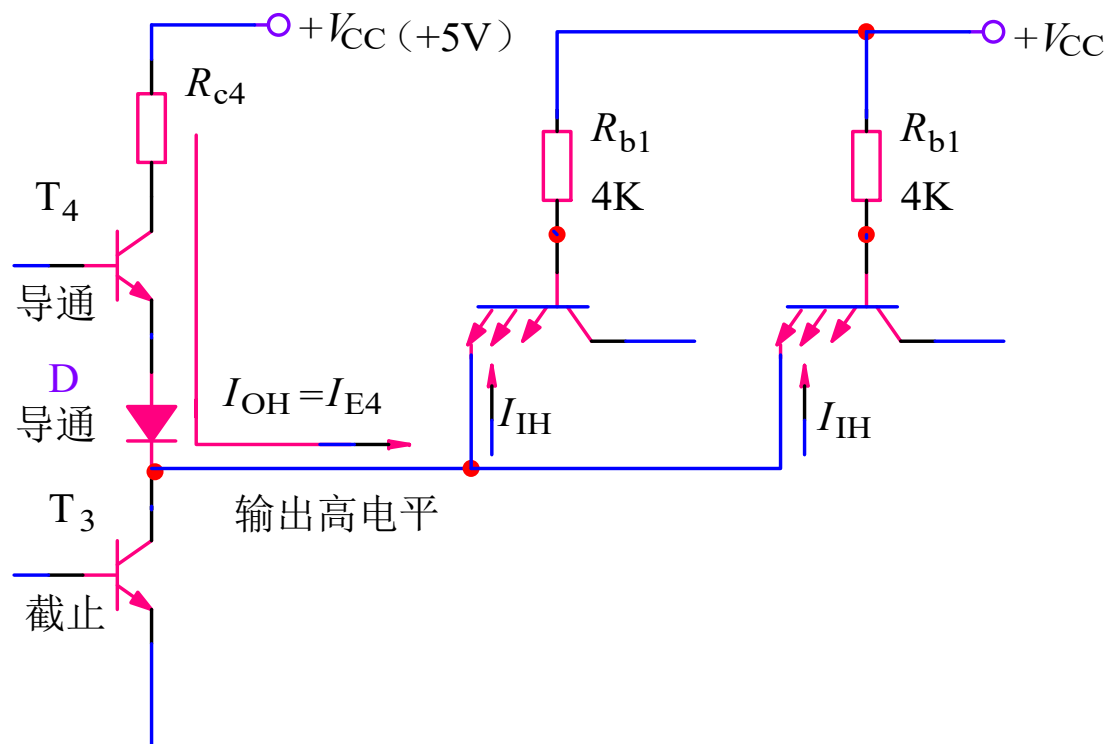 +VCC（+5V）
+VCC
Rc4
Rb1
4K
Rb1
4K
T4
导通
D
导通
IOH=IE4
IIH
IIH
T3
输出高电平
截止